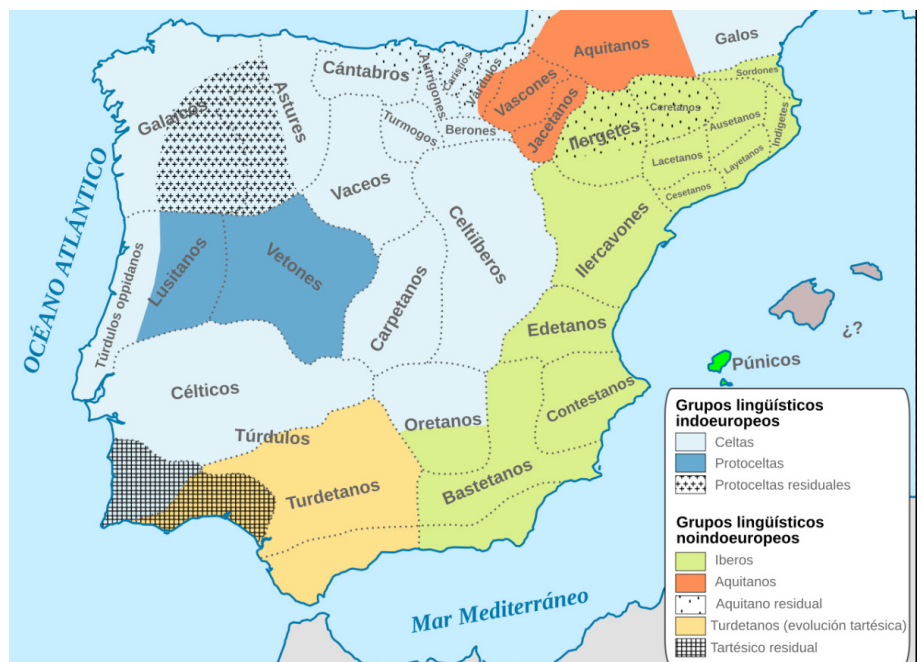 Aquitanos
Galos
Cántabros
Autrigones
Caristios
Várdulos
Vascones
Jacetanos
Sordones
Ceretanos
Ilergetes
Ausetanos
Indigetes
Galaicos
Astures
Turmogos
Berones
Lacetanos
Layetanos
Cesetanos
Vaceos
Celtíberos
Ilercavones
OCÉANO ATLÁNTICO
Túrdulos oppidanos
Lusitanos
Vetones
Carpetanos
Edetanos
¿?
Púnicos
Célticos
Oretanos
Contestanos
Túrdulos
Turdetanos
Bastetanos
Mar Mediterráneo
Grupos lingüísticos
indoeuropeos
Celtas
Protoceltas
Protoceltas residuales
Grupos lingüísticos
noindoeuropeos
Iberos
Aquitanos
Aquitano residual
Turdetanos (evolución tartésica)
Tartésico residual